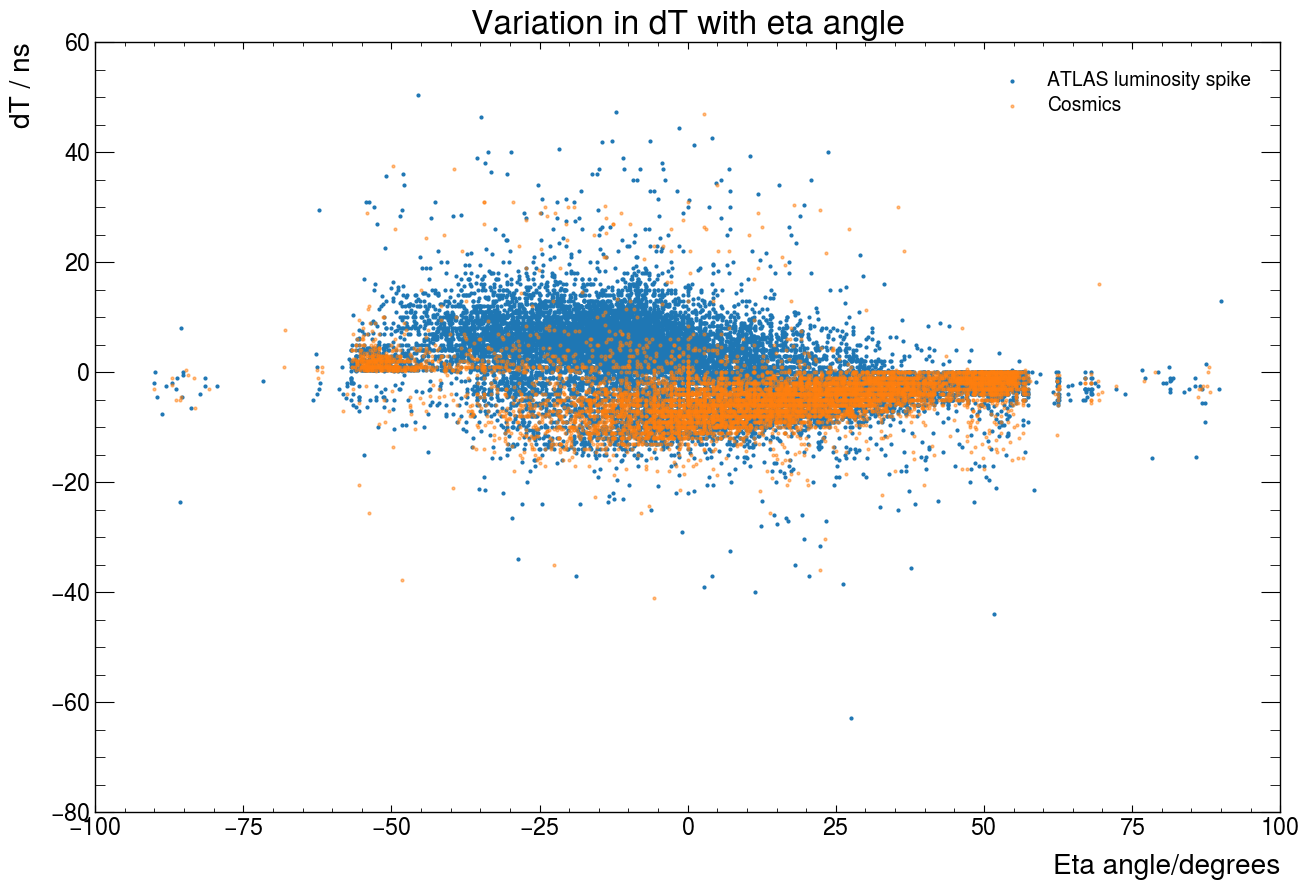 Variation in dT with eta angle
dT / ns
ATLAS luminosity spike
Cosmics
60
40
20
0
−20
−40
−60
−80
−100 −75 −50 −25 0 25 50 75 100
Eta angle/degrees